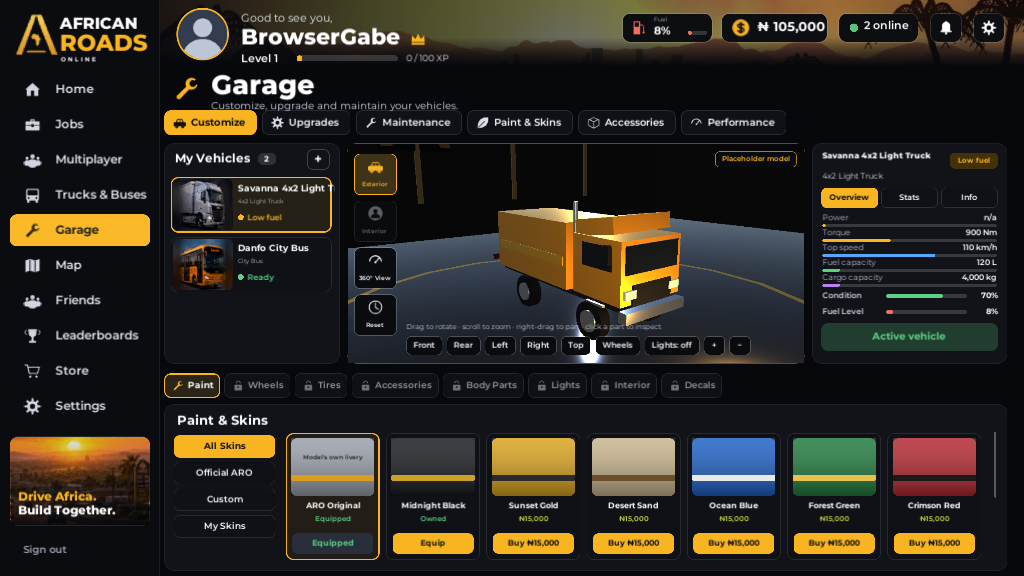 AFRICAN
ROADS
ONLINE
Good to see you,
BrowserGabe
Level 1
0 / 100 XP
Fuel
8%
$ ₦ 105,000
2 online
Home
Jobs
Multiplayer
Trucks & Buses
Garage
Map
Friends
Leaderboards
Store
Settings
Drive Africa.
Build Together.
Sign out
Garage
Customize, upgrade and maintain your vehicles.
Customize
Upgrades
Maintenance
Paint & Skins
Accessories
Performance
My Vehicles 2 +
Savanna 4x2 Light T
4x2 Light Truck
Low fuel
Danfo City Bus
City Bus
Ready
Exterior
Interior
360° View
Reset
Placeholder model
Drag to rotate · scroll to zoom · right-drag to pan · click a part to inspect
Front
Rear
Left
Right
Top
Wheels
Lights: off
+
−
Savanna 4x2 Light Truck
Low fuel
4x2 Light Truck
Overview
Stats
Info
Power n/a
Torque 900 Nm
Top speed 110 km/h
Fuel capacity 120 L
Cargo capacity 4,000 kg
Condition 70%
Fuel Level 8%
Active vehicle
Paint
Wheels
Tires
Accessories
Body Parts
Lights
Interior
Decals
Paint & Skins
All Skins
Official ARO
Custom
My Skins
Model's own livery
ARO Original
Equipped
Equipped
Midnight Black
Owned
Equip
Sunset Gold
₦15,000
Buy ₦15,000
Desert Sand
₦15,000
Buy ₦15,000
Ocean Blue
₦15,000
Buy ₦15,000
Forest Green
₦15,000
Buy ₦15,000
Crimson Red
₦15,000
Buy ₦15,000